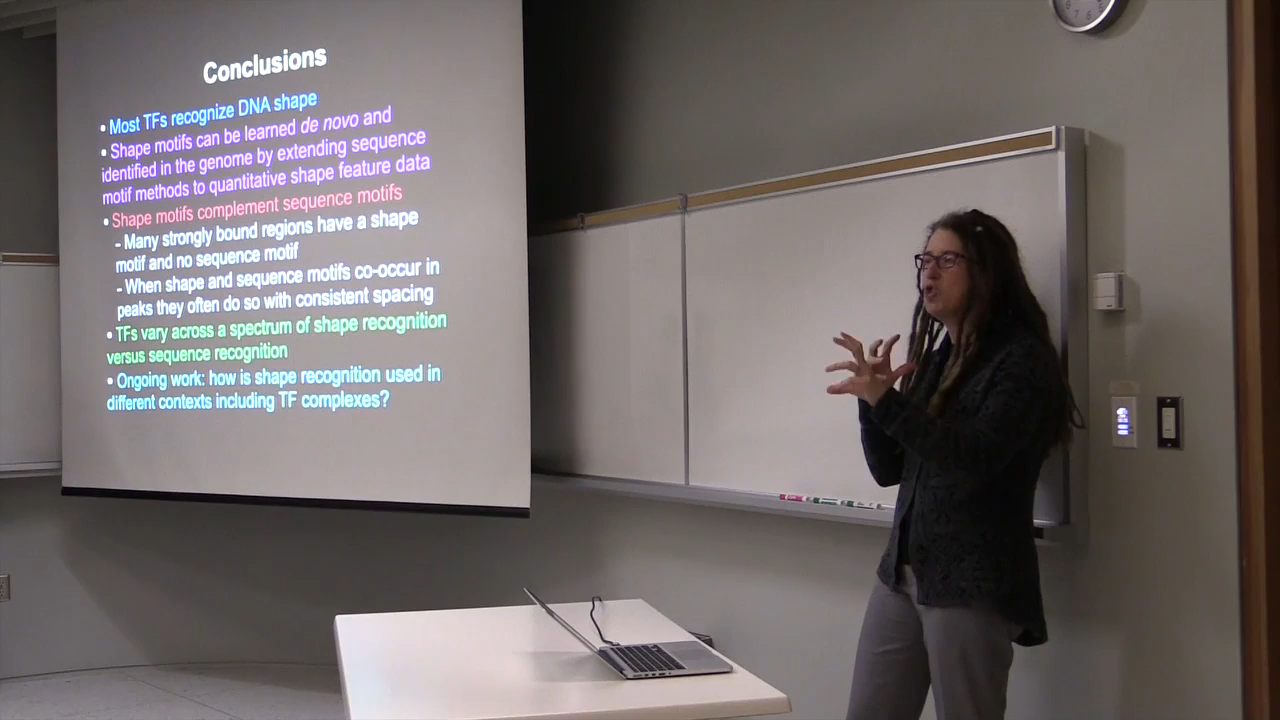 Conclusions
• Most TFs recognize DNA shape
• Shape motifs can be learned de novo and
identified in the genome by extending sequence
motif methods to quantitative shape feature data
• Shape motifs complement sequence motifs
- Many strongly bound regions have a shape
motif and no sequence motif
- When shape and sequence motifs co-occur in
peaks they often do so with consistent spacing
• TFs vary across a spectrum of shape recognition
versus sequence recognition
• Ongoing work: how is shape recognition used in
different contexts including TF complexes?